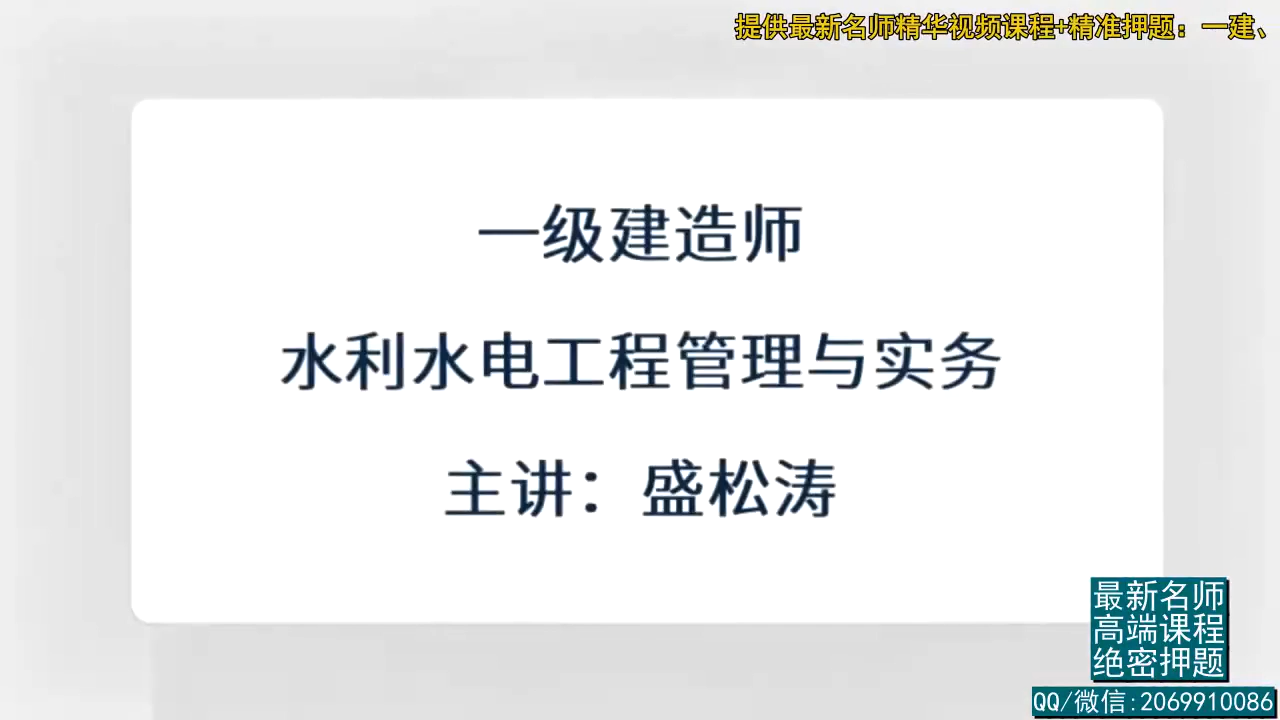 提供最新名师精华视频课程+精准押题：一建、
一级建造师
水利水电工程管理与实务
主讲：盛松涛
最新名师
高端课程
绝密押题
QQ/微信:2069910086